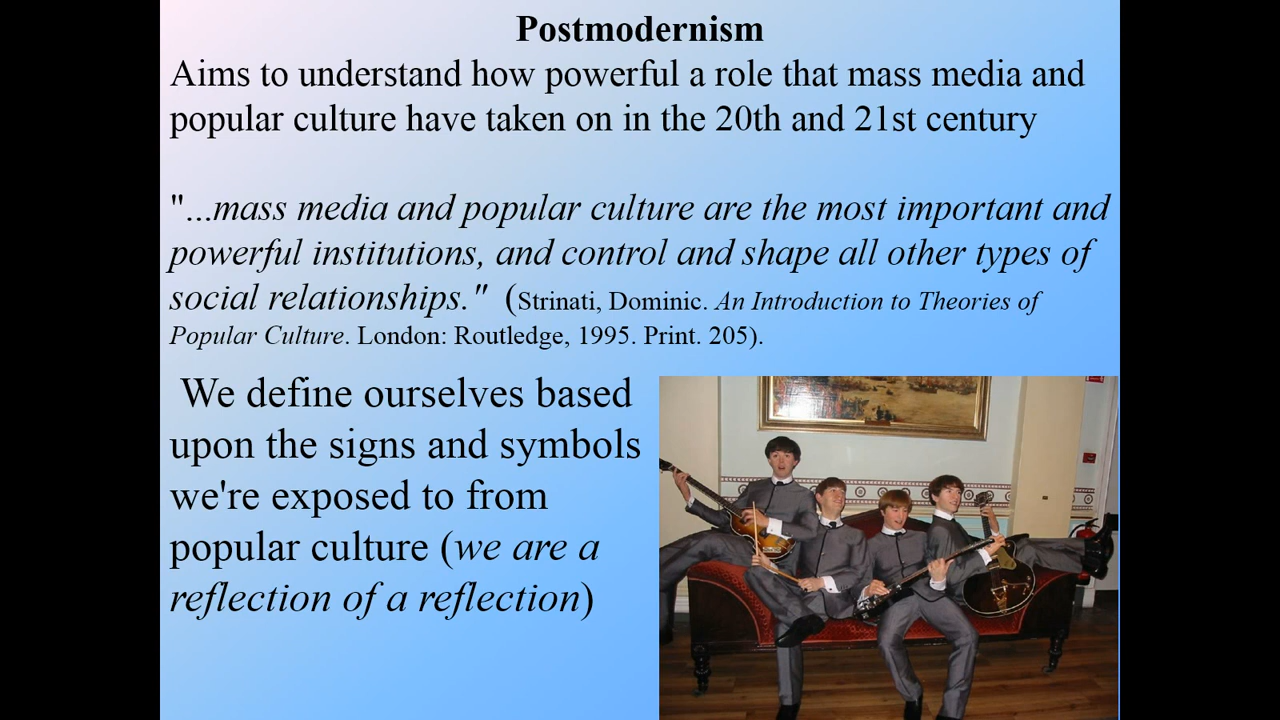 Postmodernism
Aims to understand how powerful a role that mass media and
popular culture have taken on in the 20th and 21st century
"...mass media and popular culture are the most important and
powerful institutions, and control and shape all other types of
social relationships." (Strinati, Dominic. An Introduction to Theories of
Popular Culture. London: Routledge, 1995. Print. 205).
We define ourselves based
upon the signs and symbols
we're exposed to from
popular culture (we are a
reflection of a reflection)